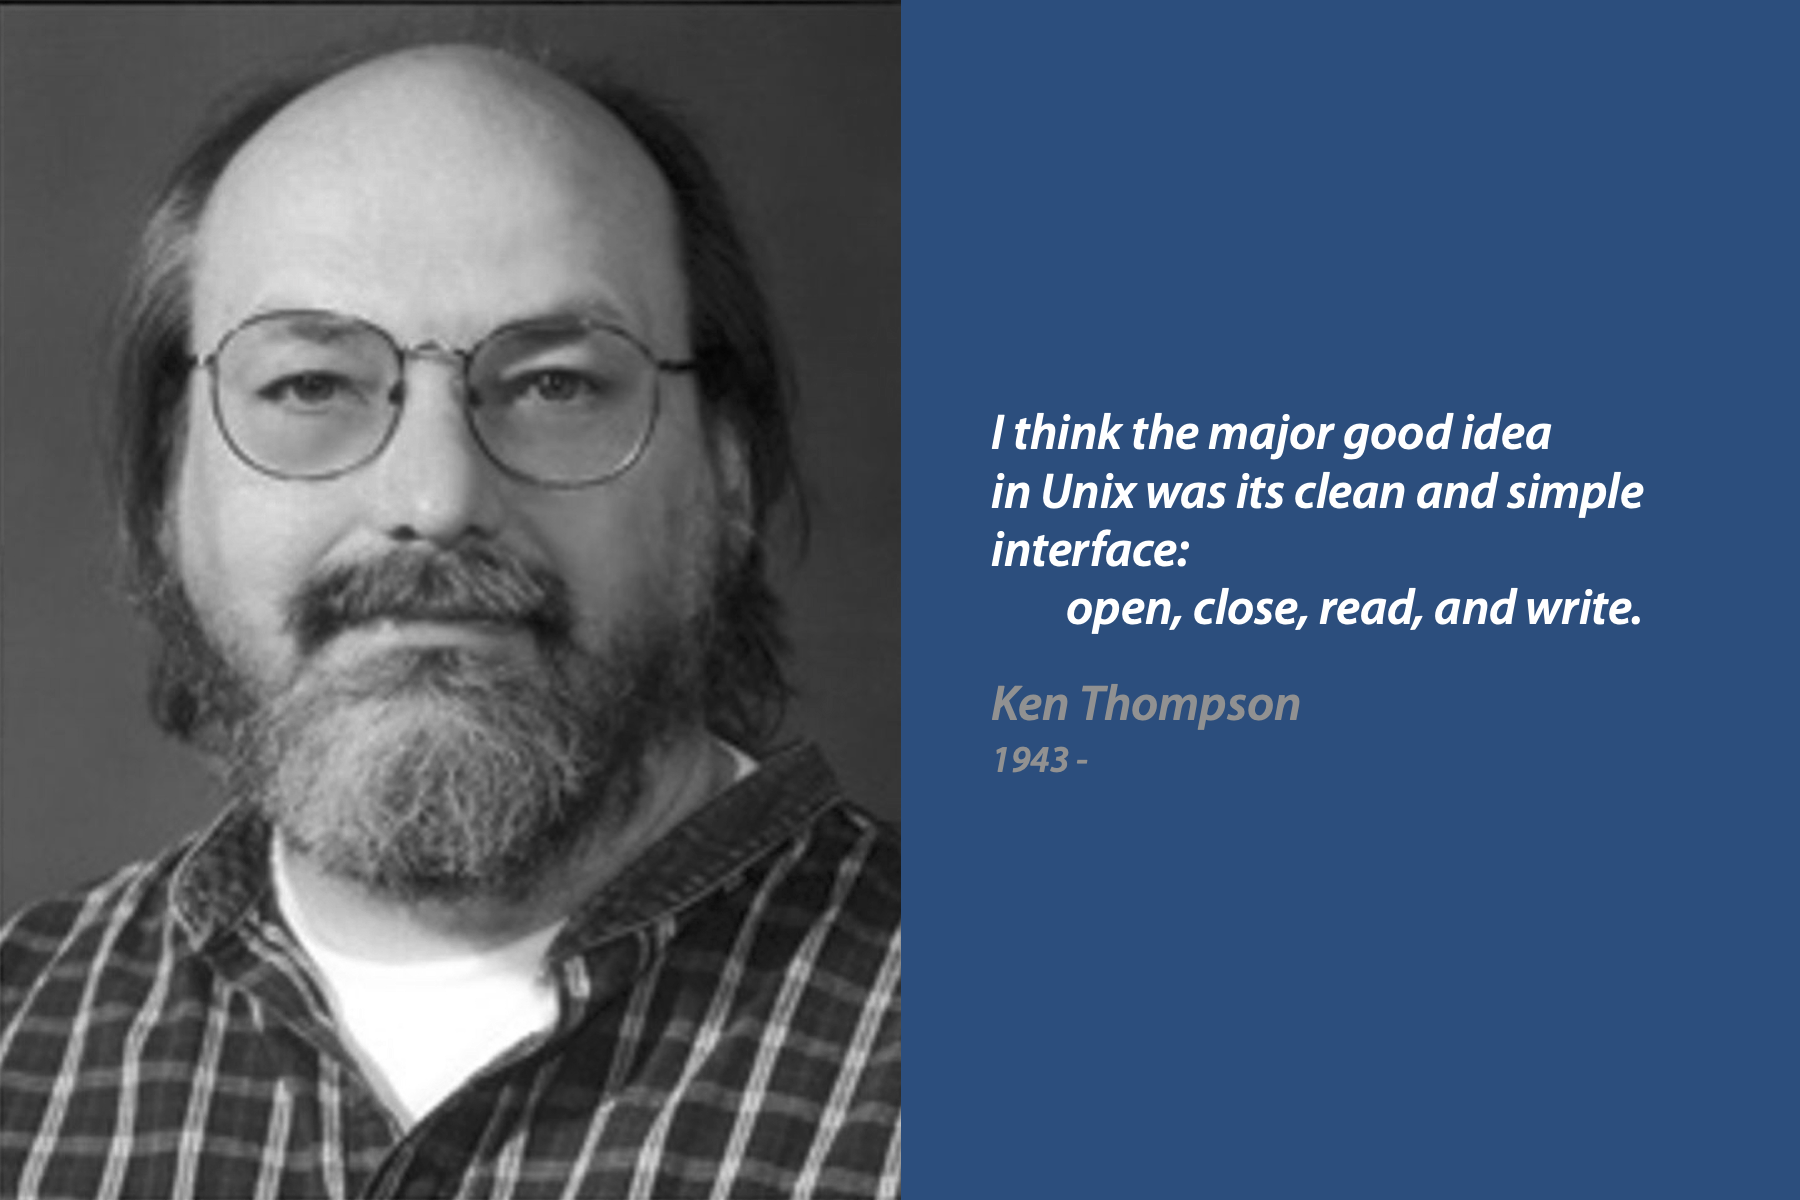 I think the major good idea
in Unix was its clean and simple
interface:
open, close, read, and write.
Ken Thompson
1943 -